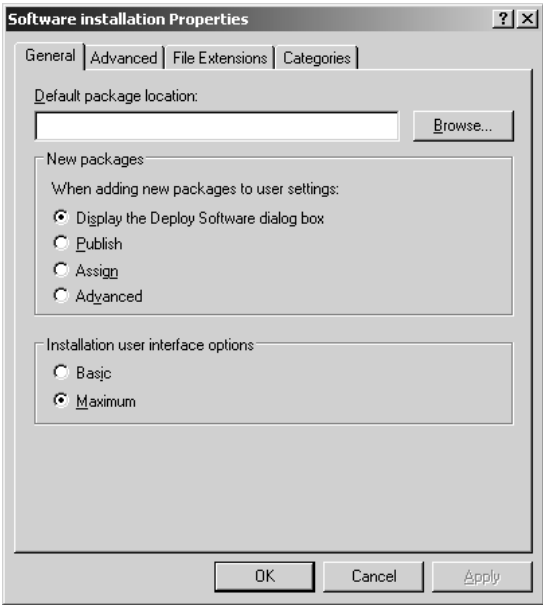 Software installation Properties
General
Advanced
File Extensions
Categories
Default package location:
Browse...
New packages
When adding new packages to user settings:
Display the Deploy Software dialog box
Publish
Assign
Advanced
Installation user interface options
Basic
Maximum
OK
Cancel
Apply